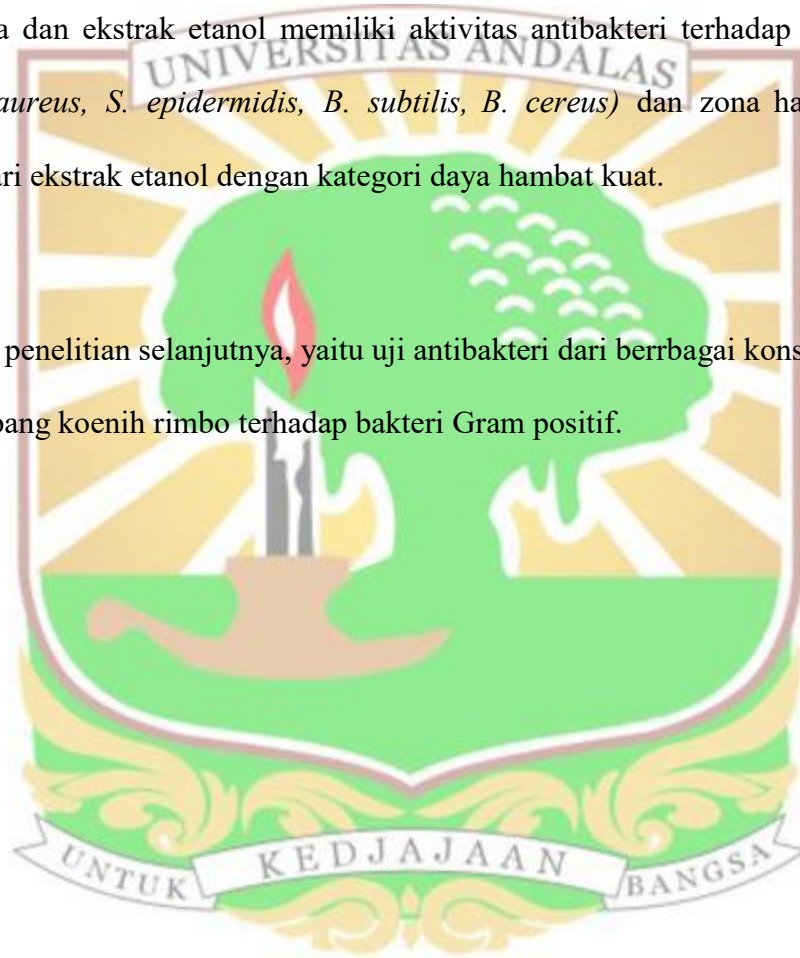 a dan ekstrak etanol memiliki aktivitas antibakteri terhadap
UNIVERSITAS ANDALAS
aureus, S. epidermidis, B. subtilis, B. cereus) dan zona ha
ri ekstrak etanol dengan kategori daya hambat kuat.
penelitian selanjutnya, yaitu uji antibakteri dari berrbagai kons
bang koenih rimbo terhadap bakteri Gram positif.
UNTUK KEDJAJAAN BANGSA